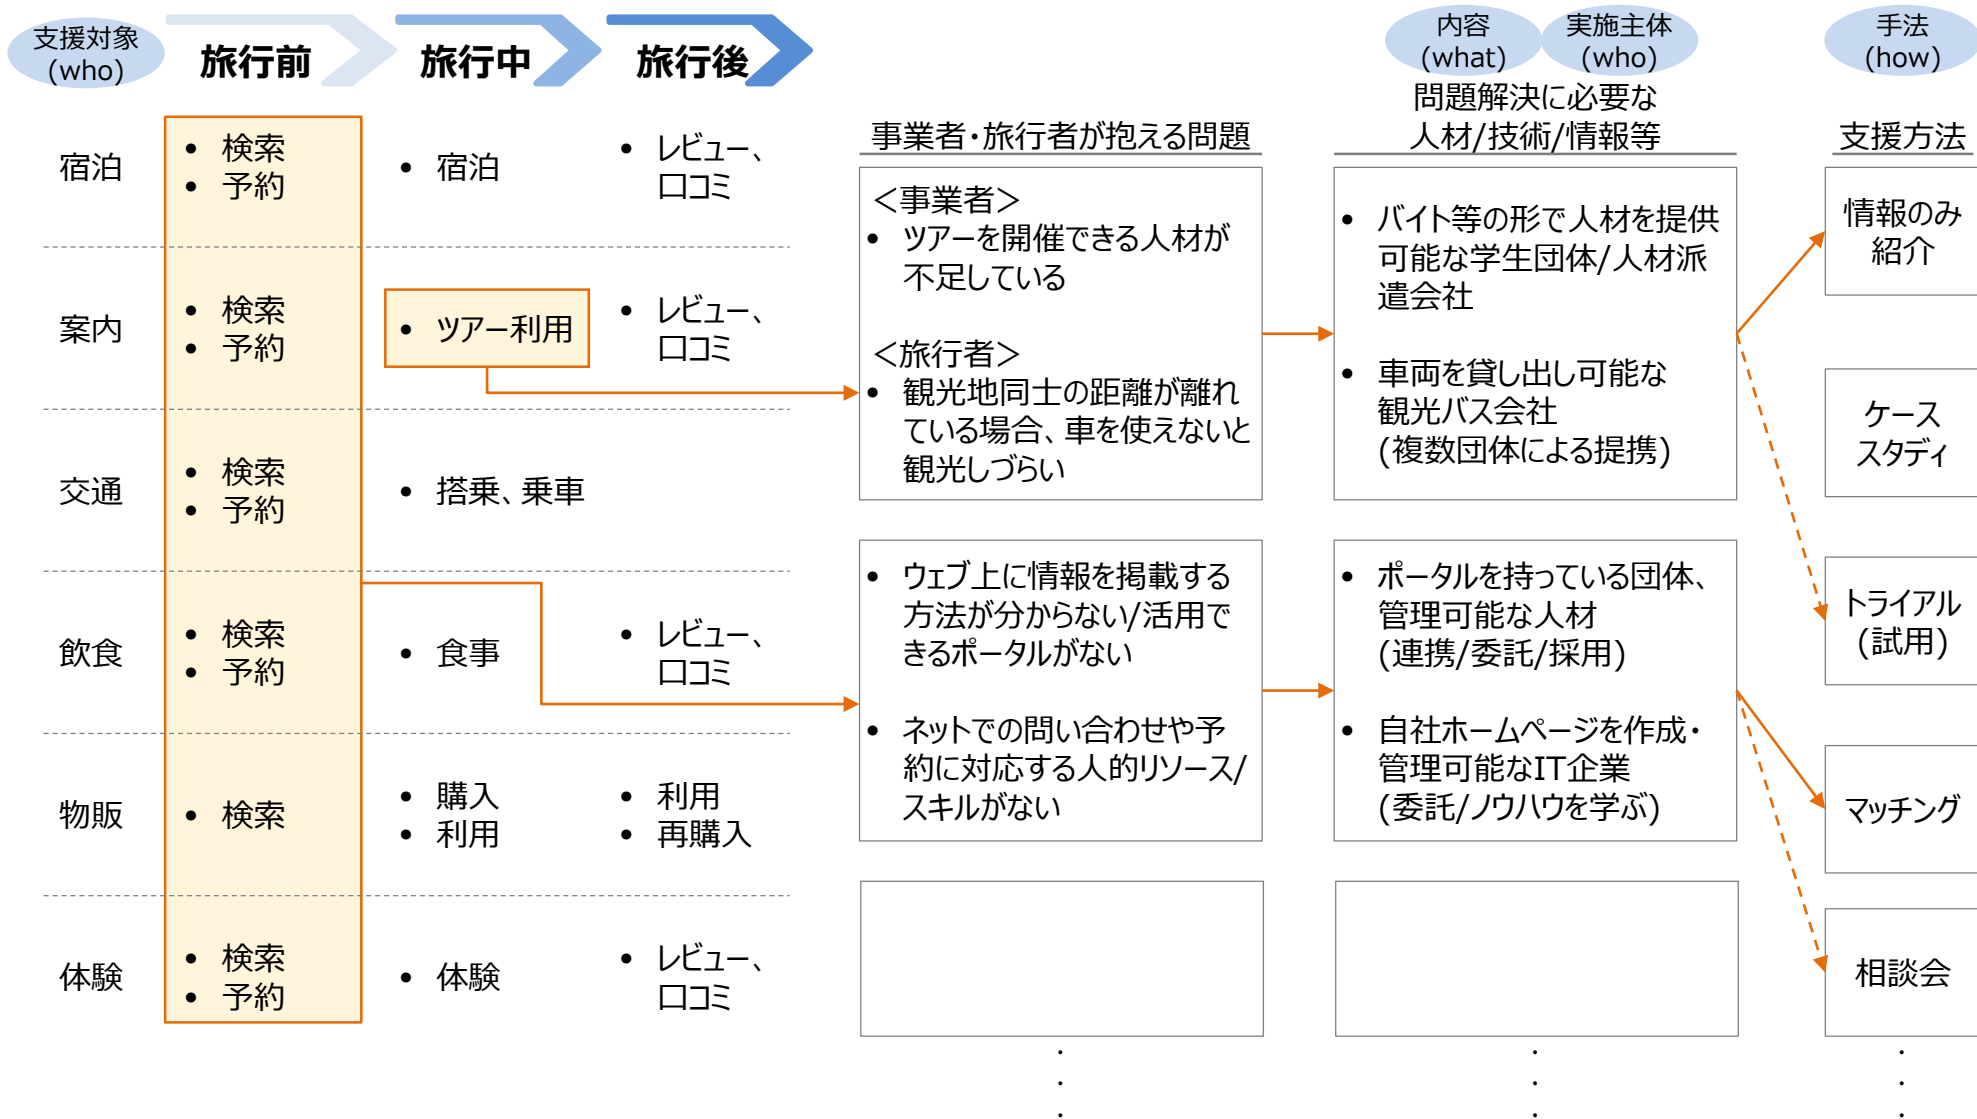 支援対象
(who)
旅行前
旅行中
旅行後
内容
(what)
実施主体
(who)
手法
(how)
事業者・旅行者が抱える問題
問題解決に必要な
人材/技術/情報等
支援方法
宿泊
• 検索
• 予約
• 宿泊
• レビュー、
口コミ
案内
• 検索
• 予約
• ツアー利用
• レビュー、
口コミ
交通
• 検索
• 予約
• 搭乗、乗車
飲食
• 検索
• 予約
• 食事
• レビュー、
口コミ
物販
• 検索
• 購入
• 利用
• 利用
• 再購入
体験
• 検索
• 予約
• 体験
• レビュー、
口コミ
＜事業者＞
• ツアーを開催できる人材が
不足している
＜旅行者＞
• 観光地同士の距離が離れ
ている場合、車を使えないと
観光しづらい
• バイト等の形で人材を提供
可能な学生団体/人材派
遣会社
• 車両を貸し出し可能な
観光バス会社
(複数団体による提携)
• ウェブ上に情報を掲載する
方法が分からない/活用で
きるポータルがない
• ネットでの問い合わせや予
約に対応する人的リソース/
スキルがない
• ポータルを持っている団体、
管理可能な人材
(連携/委託/採用)
• 自社ホームページを作成・
管理可能なIT企業
(委託/ノウハウを学ぶ)
情報のみ
紹介
ケース
スタディ
トライアル
(試用)
マッチング
相談会